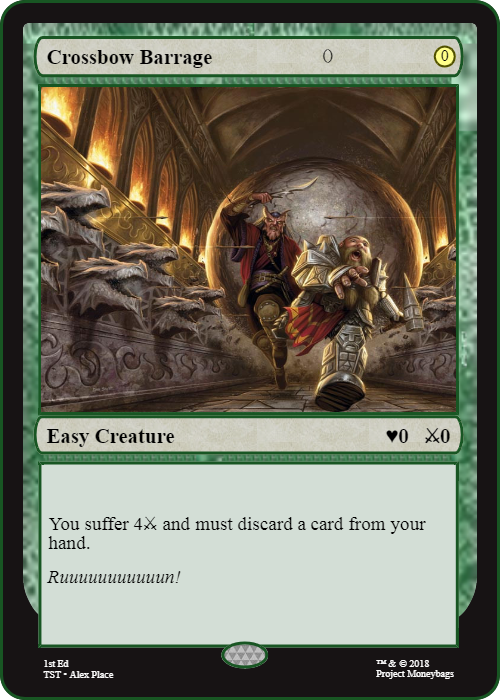 Crossbow Barrage 0 0
Easy Creature ♥0 ⚔0
You suffer 4⚔ and must discard a card from your
hand.
Ruuuuuuuuuuun!
1st Ed
TST • Alex Place
™ & © 2018
Project Moneybags